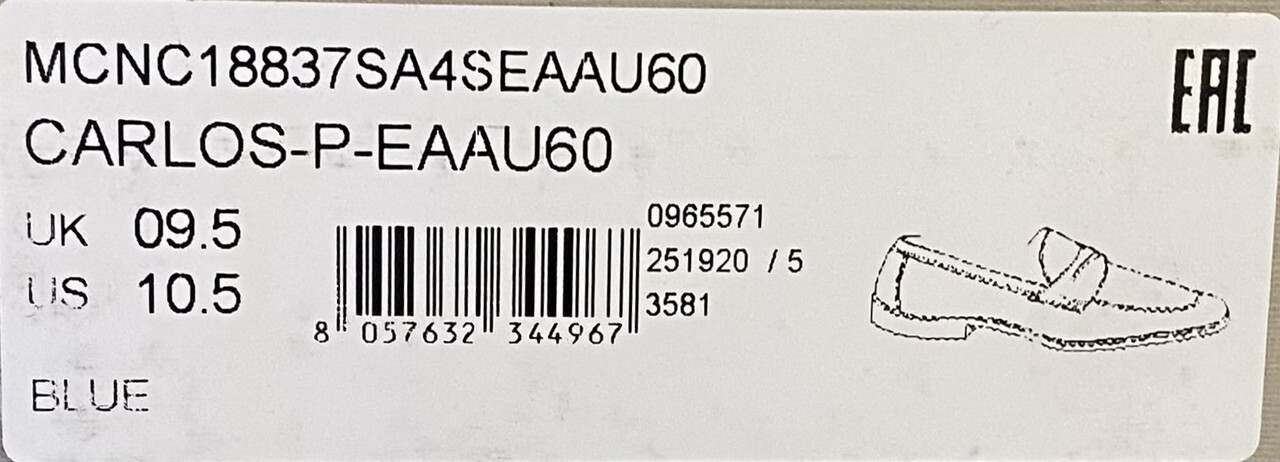 MCNC18837SA4SEAAU60
EAC
CARLOS-P-EAAU60
UK 09.5
US 10.5
0965571
251920 / 5
3581
8 057632 344967
BLUE